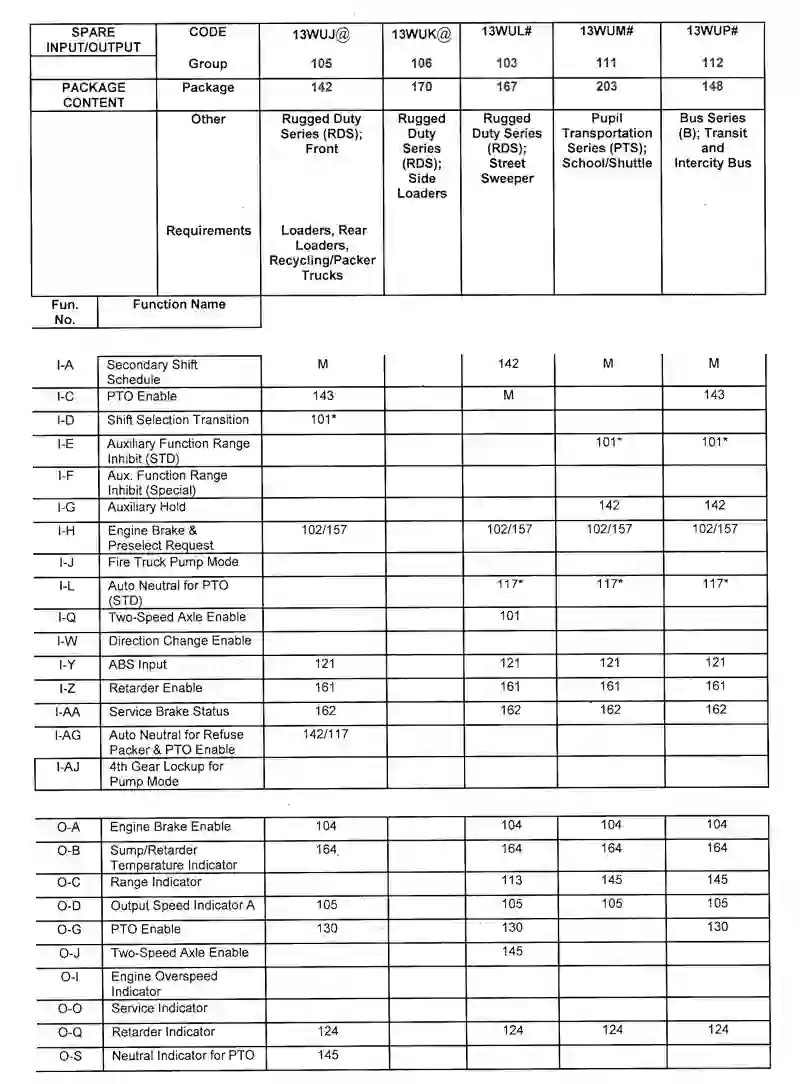 SPARE INPUT/OUTPUT CODE 13WUJ@ 13WUK@ 13WUL# 13WUM# 13WUP#
Group 105 106 103 111 112
PACKAGE CONTENT Package 142 170 167 203 148
Other Rugged Duty Series (RDS); Front Rugged Duty Series (RDS); Side Loaders Rugged Duty Series (RDS); Street Sweeper Pupil Transportation Series (PTS); School/Shuttle Bus Series (B); Transit and Intercity Bus
Requirements Loaders, Rear Loaders, Recycling/Packer Trucks
Fun. No. Function Name
I-A Secondary Shift Schedule M 142 M M
I-C PTO Enable 143 M 143
I-D Shift Selection Transition 101*
I-E Auxiliary Function Range Inhibit (STD) 101* 101*
I-F Aux. Function Range Inhibit (Special)
I-G Auxiliary Hold 142 142
I-H Engine Brake & Preselect Request 102/157 102/157 102/157 102/157
I-J Fire Truck Pump Mode
I-L Auto Neutral for PTO (STD) 117* 117* 117*
I-Q Two-Speed Axle Enable 101
I-W Direction Change Enable
I-Y ABS Input 121 121 121 121
I-Z Retarder Enable 161 161 161 161
I-AA Service Brake Status 162 162 162 162
I-AG Auto Neutral for Refuse Packer & PTO Enable 142/117
I-AJ 4th Gear Lockup for Pump Mode
O-A Engine Brake Enable 104 104 104 104
O-B Sump/Retarder Temperature Indicator 164 164 164 164
O-C Range Indicator 113 145 145
O-D Output Speed Indicator A 105 105 105 105
O-G PTO Enable 130 130 130
O-J Two-Speed Axle Enable 145
O-I Engine Overspeed Indicator
O-O Service Indicator
O-Q Retarder Indicator 124 124 124 124
O-S Neutral Indicator for PTO 145